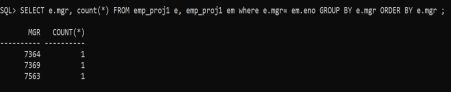 SQL> SELECT e.mgr, count(*) FROM emp_proj1 e, emp_proj1 em where e.mgr= em.eno GROUP BY e.mgr ORDER BY e.mgr ;
MGR COUNT(*)
---------- ----------
7364 1
7369 1
7563 1